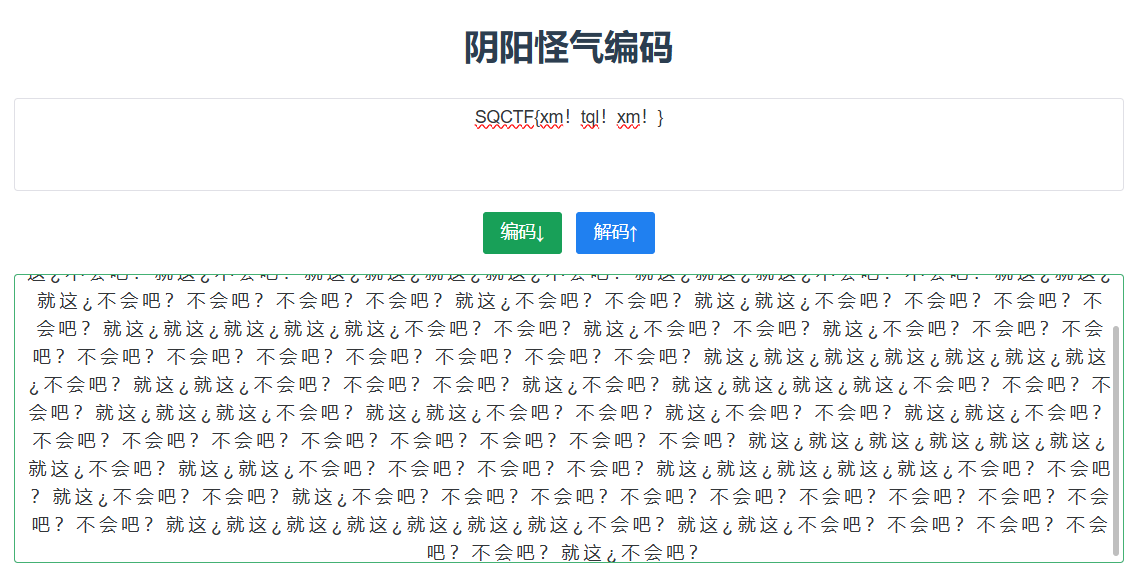 阴阳怪气编码
SQCTF{xm！tql！xm！}
编码↓ 解码↑
就这¿不会吧？不会吧？不会吧？不会吧？就这¿不会吧？不会吧？就这¿就这¿不会吧？不会吧？不会吧？不
会吧？就这¿就这¿就这¿就这¿就这¿不会吧？不会吧？就这¿不会吧？不会吧？就这¿不会吧？不会吧？不会
吧？不会吧？不会吧？不会吧？不会吧？不会吧？不会吧？不会吧？就这¿就这¿就这¿就这¿就这¿就这¿就这
¿不会吧？就这¿就这¿不会吧？不会吧？不会吧？就这¿不会吧？就这¿就这¿就这¿就这¿不会吧？不会吧？不
会吧？就这¿就这¿就这¿不会吧？就这¿就这¿不会吧？不会吧？就这¿不会吧？不会吧？就这¿就这¿不会吧？
不会吧？不会吧？不会吧？不会吧？不会吧？不会吧？不会吧？不会吧？就这¿就这¿就这¿就这¿就这¿就这¿
就这¿不会吧？就这¿就这¿不会吧？不会吧？不会吧？不会吧？就这¿就这¿就这¿就这¿就这¿不会吧？不会吧
？就这¿不会吧？不会吧？就这¿不会吧？不会吧？不会吧？不会吧？不会吧？不会吧？不会吧？不会吧？不会
吧？不会吧？就这¿就这¿就这¿就这¿就这¿就这¿就这¿不会吧？就这¿就这¿不会吧？不会吧？不会吧？不会
吧？不会吧？就这¿不会吧？